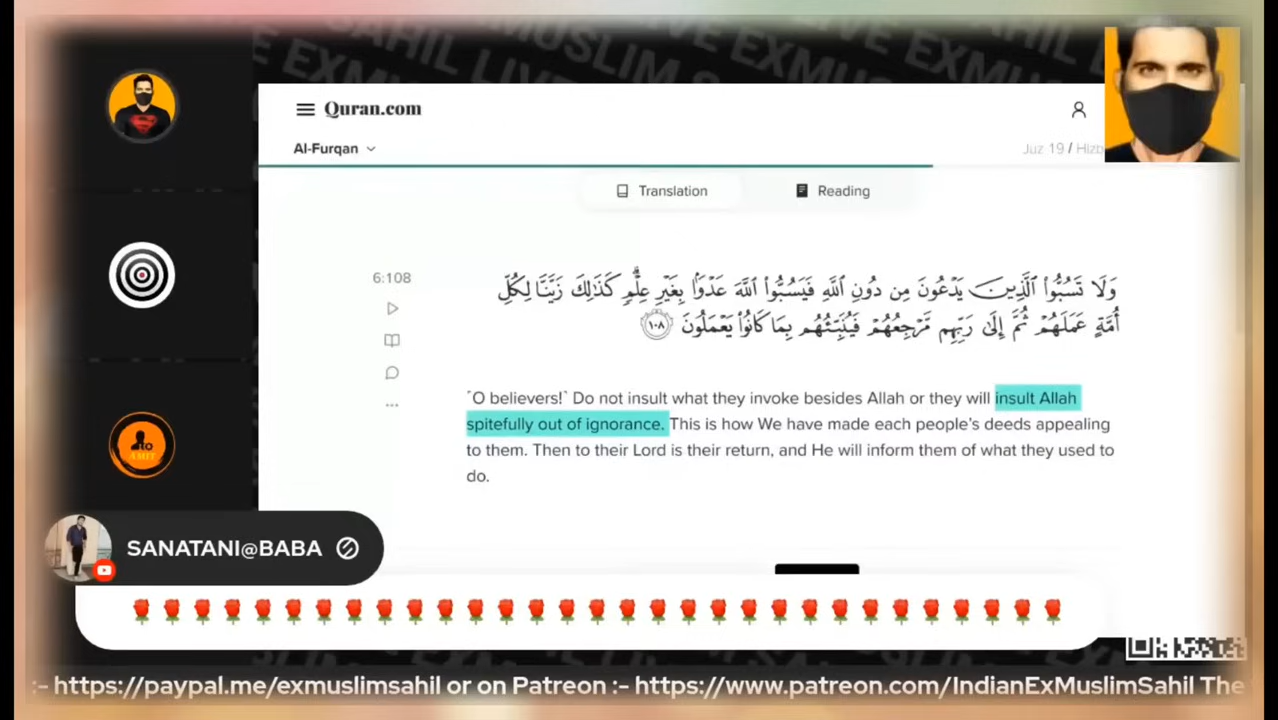 Quran.com
Al-Furqan
Juz 19 / Hizb
Translation
Reading
6:108
وَلَا تَسُبُّوا۟ ٱلَّذِينَ يَدْعُونَ مِن دُونِ ٱللَّهِ فَيَسُبُّوا۟ ٱللَّهَ عَدْوًۢا بِغَيْرِ عِلْمٍۢ ۗ كَذَٰلِكَ زَيَّنَّا لِكُلِّ
أُمَّةٍ عَمَلَهُمْ ثُمَّ إِلَىٰ رَبِّهِم مَّرْجِعُهُمْ فَيُنَبِّئُهُم بِمَا كَانُوا۟ يَعْمَلُونَ ١٠٨
˹O believers!˺ Do not insult what they invoke besides Allah or they will insult Allah
spitefully out of ignorance. This is how We have made each people's deeds appealing
to them. Then to their Lord is their return, and He will inform them of what they used to
do.
SANATANI@BABA
:- https://paypal.me/exmuslimsahil or on Patreon :- https://www.patreon.com/IndianExMuslimSahil The